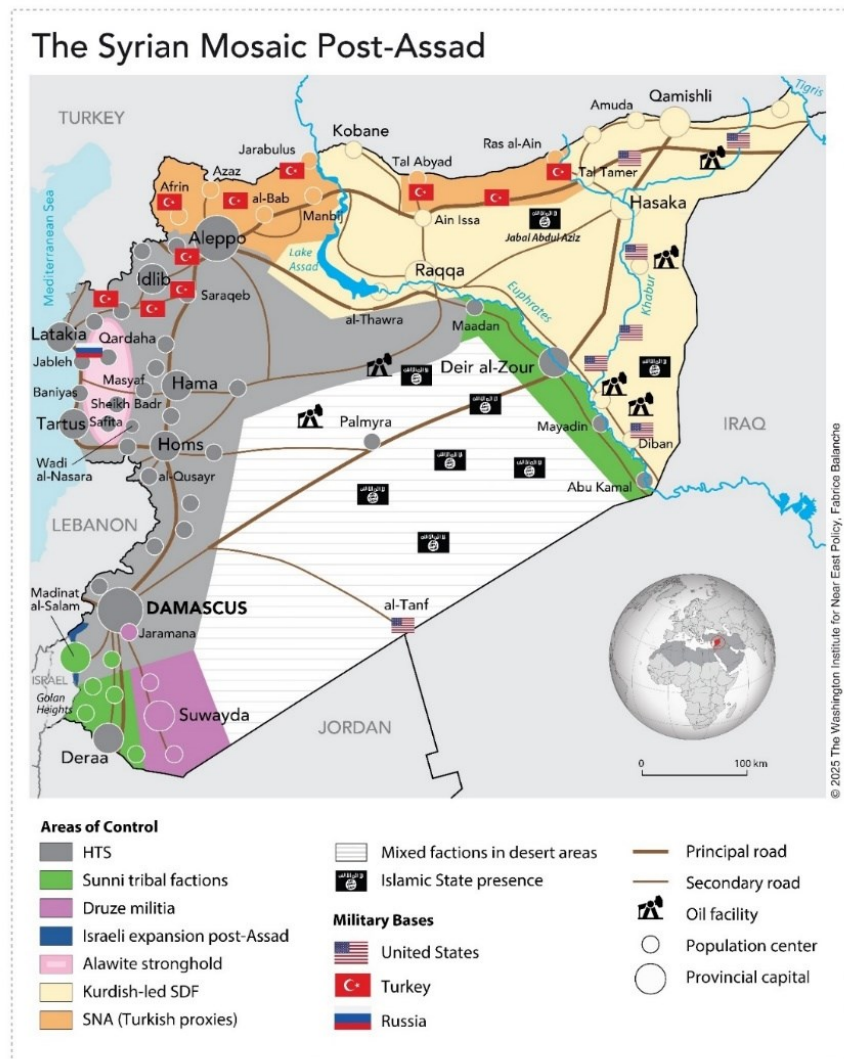 The Syrian Mosaic Post-Assad
TURKEY
Tigris
Qamishli
Amuda
Kobane
Ras al-Ain
Jarabulus
Tal Abyad
Azaz
Afrin
Tal Tamer
al-Bab
Manbij
Hasaka
Ain Issa
Jabal Abdul Aziz
Aleppo
Mediterranean Sea
Lake
Assad
Raqqa
Idlib
Euphrates
Khabur
Saraqeb
al-Thawra
Maadan
Latakia
Qardaha
Jableh
Deir al-Zour
Masyaf
Hama
Baniyas
Sheikh Badr
Tartus
Safita
Palmyra
Mayadin
IRAQ
Diban
Homs
Wadi
al-Nasara
al-Qusayr
Abu Kamal
LEBANON
Madinat
al-Salam
DAMASCUS
al-Tanf
Jaramana
ISRAEL
Golan
Heights
Suwayda
JORDAN
Deraa
0 100 km
© 2025 The Washington Institute for Near East Policy, Fabrice Balanche
Areas of Control
HTS
Sunni tribal factions
Druze militia
Israeli expansion post-Assad
Alawite stronghold
Kurdish-led SDF
SNA (Turkish proxies)
Mixed factions in desert areas
Islamic State presence
Military Bases
United States
Turkey
Russia
Principal road
Secondary road
Oil facility
Population center
Provincial capital